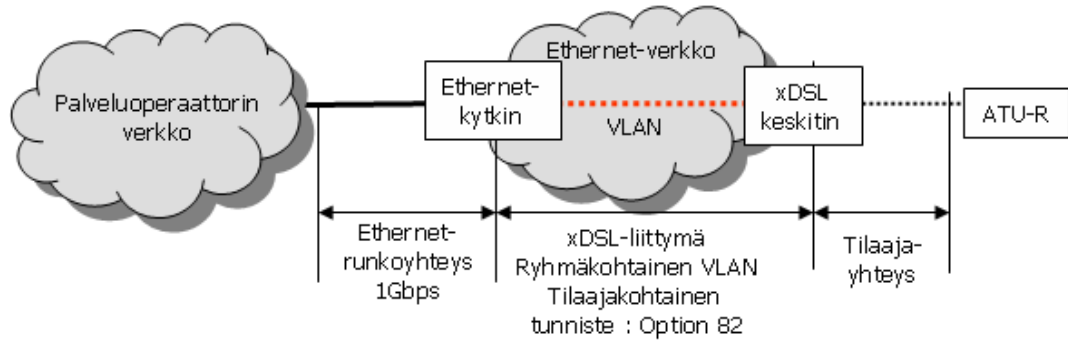 Palveluoperaattorin
verkko
Ethernet-
kytkin
Ethernet-verkko
VLAN
xDSL
keskitin
ATU-R
Ethernet-
runkoyhteys
1Gbps
xDSL-liittymä
Ryhmäkohtainen VLAN
Tilaajakohtainen
tunniste : Option 82
Tilaaja-
yhteys